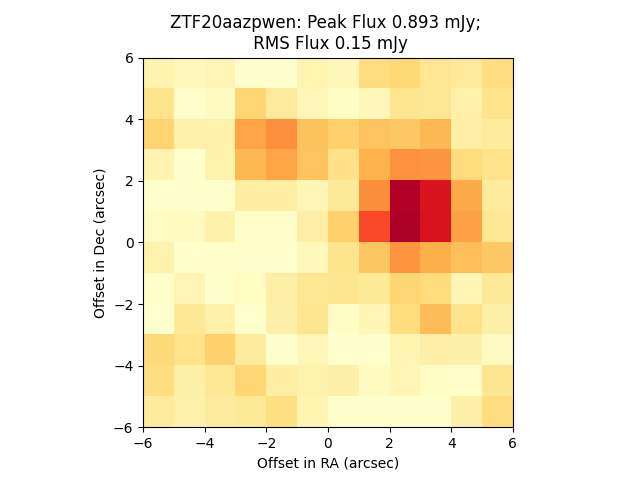 ZTF20aazpwen: Peak Flux 0.893 mJy;
RMS Flux 0.15 mJy
6
4
2
0
−2
−4
−6
Offset in Dec (arcsec)
−6 −4 −2 0 2 4 6
Offset in RA (arcsec)